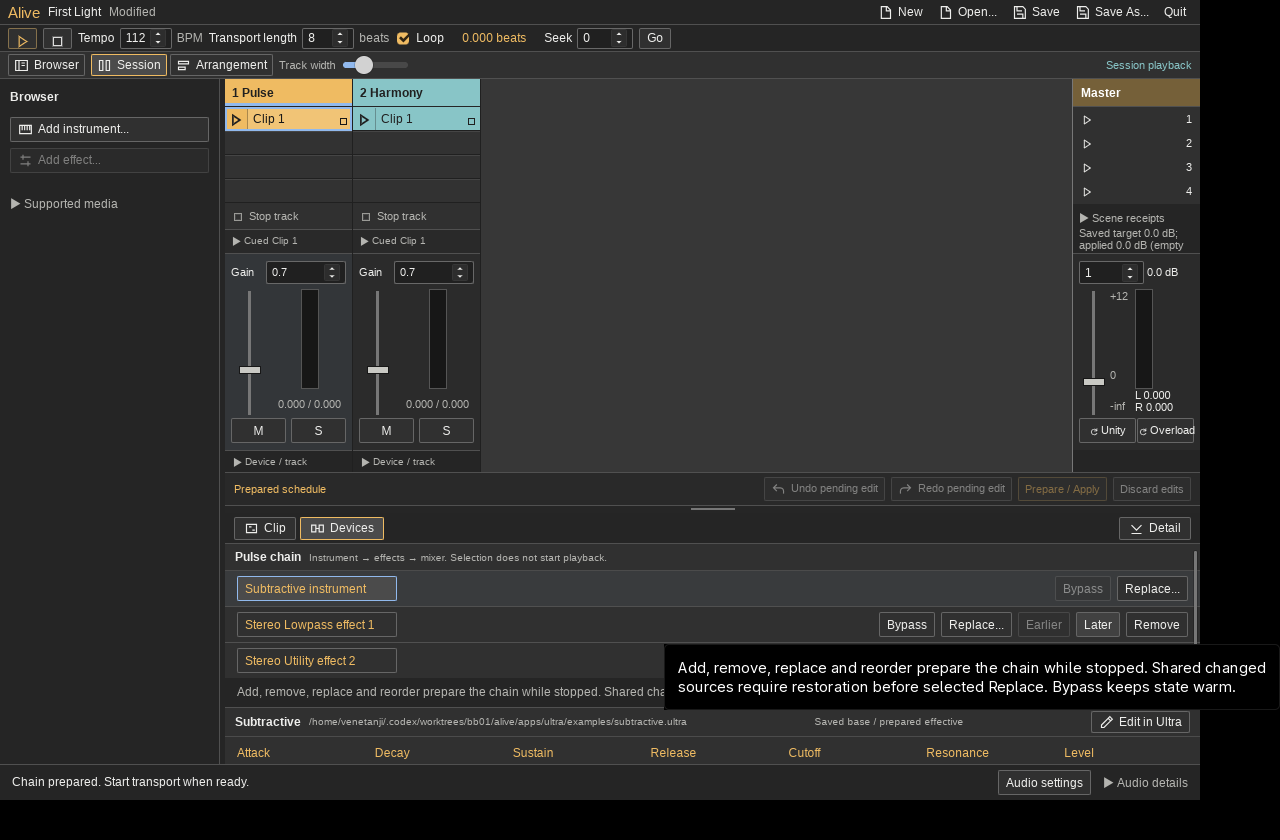 Alive First Light Modified New Open... Save Save As... Quit
Tempo 112 BPM Transport length 8 beats Loop 0.000 beats Seek 0 Go
Browser Session Arrangement Track width Session playback
Browser
Add instrument...
Add effect...
Supported media
1 Pulse 2 Harmony Master
Clip 1 Clip 1 1
2
3
4
Stop track Stop track Scene receipts
Cued Clip 1 Cued Clip 1 Saved target 0.0 dB;
applied 0.0 dB (empty
Gain 0.7 Gain 0.7 1 0.0 dB
+12
0
-inf
0.000 / 0.000 0.000 / 0.000 L 0.000
R 0.000
M S M S Unity Overload
Device / track Device / track
Prepared schedule Undo pending edit Redo pending edit Prepare / Apply Discard edits
Clip Devices Detail
Pulse chain Instrument → effects → mixer. Selection does not start playback.
Subtractive instrument Bypass Replace...
Stereo Lowpass effect 1 Bypass Replace... Earlier Later Remove
Stereo Utility effect 2
Add, remove, replace and reorder prepare the chain while stopped. Shared changed
sources require restoration before selected Replace. Bypass keeps state warm.
Add, remove, replace and reorder prepare the chain while stopped. Shared cha
Subtractive /home/venetanji/.codex/worktrees/bb01/alive/apps/ultra/examples/subtractive.ultra Saved base / prepared effective Edit in Ultra
Attack Decay Sustain Release Cutoff Resonance Level
Chain prepared. Start transport when ready. Audio settings Audio details